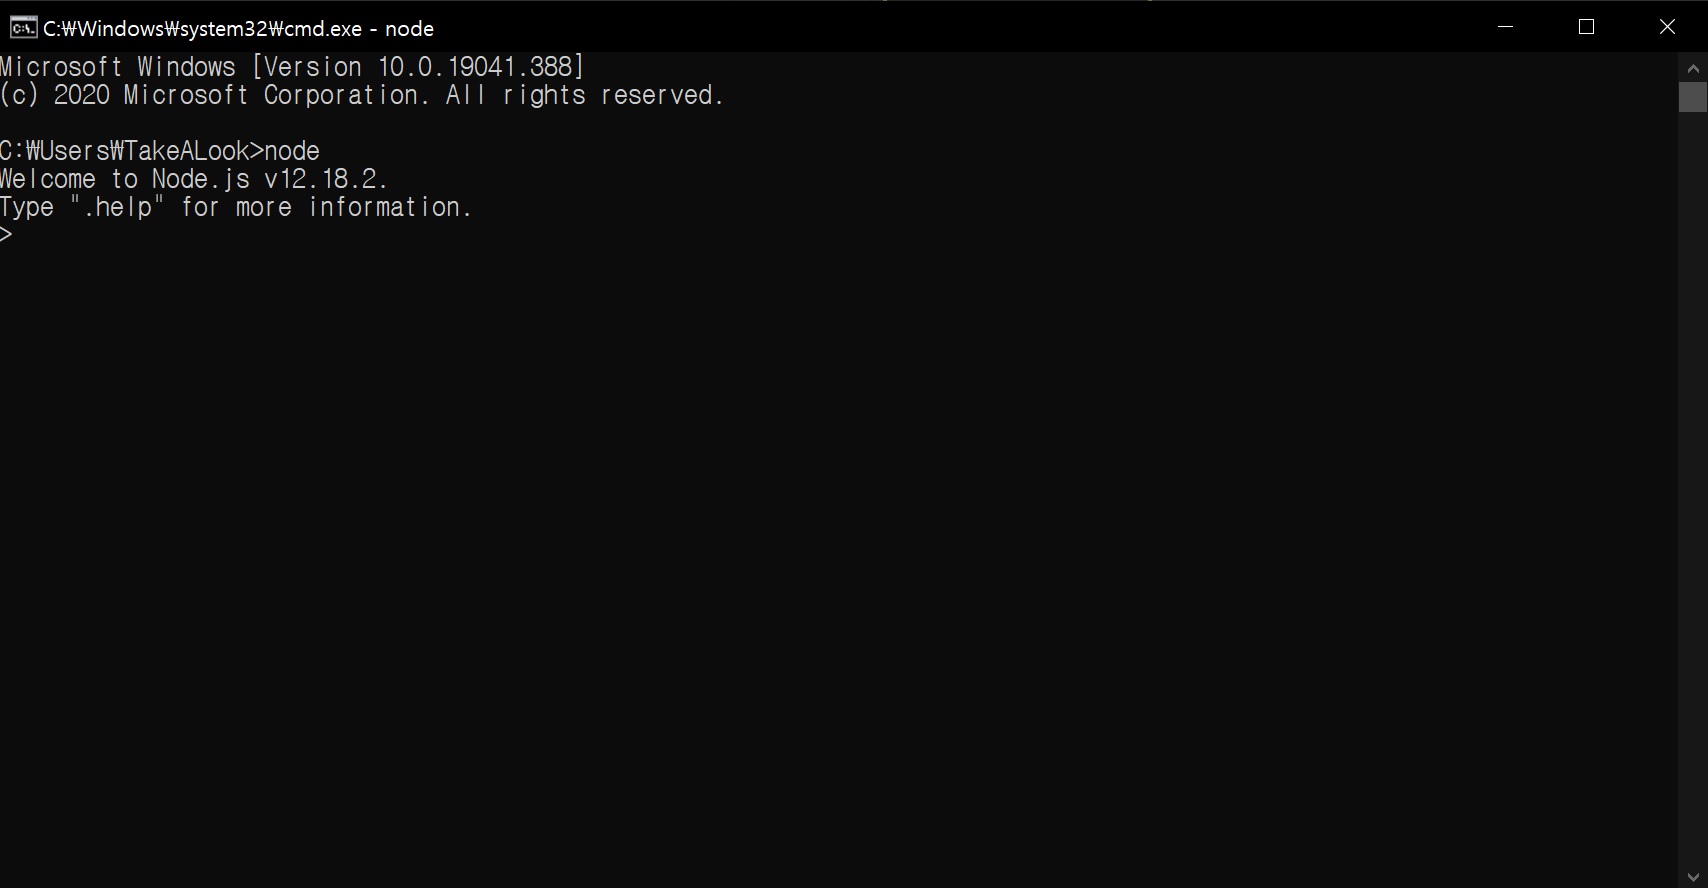 C:₩Windows₩system32₩cmd.exe - node
Microsoft Windows [Version 10.0.19041.388]
(c) 2020 Microsoft Corporation. All rights reserved.
C:₩Users₩TakeALook>node
Welcome to Node.js v12.18.2.
Type ".help" for more information.
>